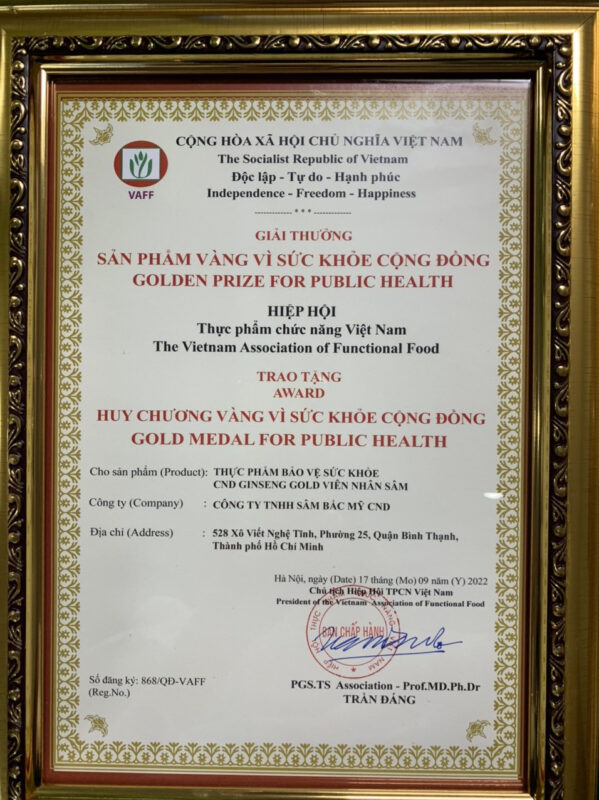 CỘNG HÒA XÃ HỘI CHỦ NGHĨA VIỆT NAM
The Socialist Republic of Vietnam
Độc lập - Tự do - Hạnh phúc
Independence - Freedom - Happiness
------------- * * * -------------
VAFF
GIẢI THƯỞNG
SẢN PHẨM VÀNG VÌ SỨC KHỎE CỘNG ĐỒNG
GOLDEN PRIZE FOR PUBLIC HEALTH
HIỆP HỘI
Thực phẩm chức năng Việt Nam
The Vietnam Association of Functional Food
TRAO TẶNG
AWARD
HUY CHƯƠNG VÀNG VÌ SỨC KHỎE CỘNG ĐỒNG
GOLD MEDAL FOR PUBLIC HEALTH
Cho sản phẩm (Product): THỰC PHẨM BẢO VỆ SỨC KHỎE
CND GINSENG GOLD VIÊN NHÂN SÂM
Công ty (Company) : CÔNG TY TNHH SÂM BẮC MỸ CND
Địa chỉ (Address) : 528 Xô Viết Nghệ Tĩnh, Phường 25, Quận Bình Thạnh,
Thành phố Hồ Chí Minh
Hà Nội, ngày (Date) 17 tháng (Mo) 09 năm (Y) 2022
Chủ tịch Hiệp Hội TPCN Việt Nam
President of the Vietnam Association of Functional Food
BAN CHẤP HÀNH
Số đăng ký: 868/QĐ-VAFF
(Reg.No.)
PGS.TS Association - Prof.MD.Ph.Dr
TRẦN ĐÁNG